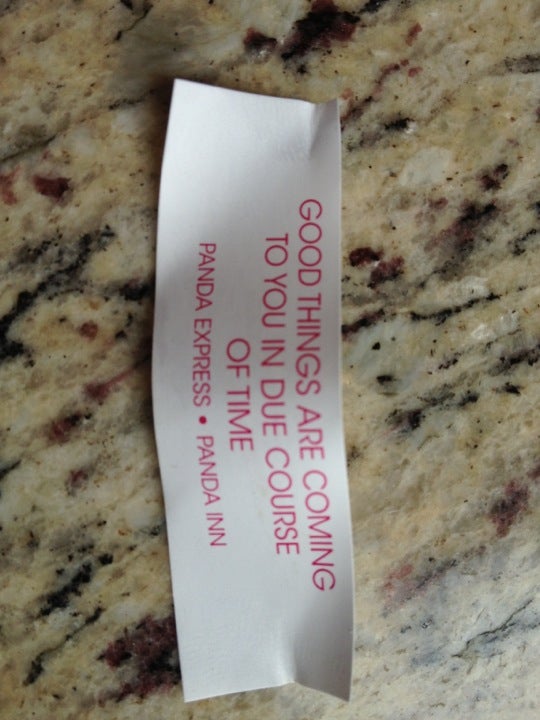 GOOD THINGS ARE COMING
TO YOU IN DUE COURSE
OF TIME
PANDA EXPRESS • PANDA INN